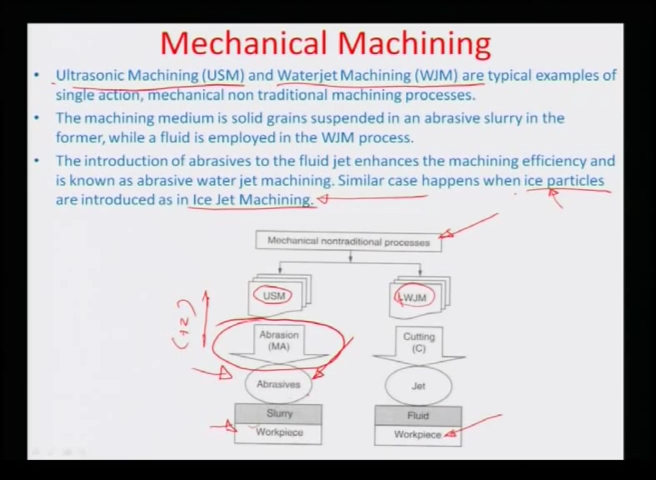 Mechanical Machining
• Ultrasonic Machining (USM) and Waterjet Machining (WJM) are typical examples of
single action, mechanical non traditional machining processes.
• The machining medium is solid grains suspended in an abrasive slurry in the
former, while a fluid is employed in the WJM process.
• The introduction of abrasives to the fluid jet enhances the machining efficiency and
is known as abrasive water jet machining. Similar case happens when ice particles
are introduced as in Ice Jet Machining.
Mechanical nontraditional processes
USM
WJM
Abrasion
(MA)
Cutting
(C)
Abrasives
Jet
Slurry
Fluid
Workpiece
Workpiece